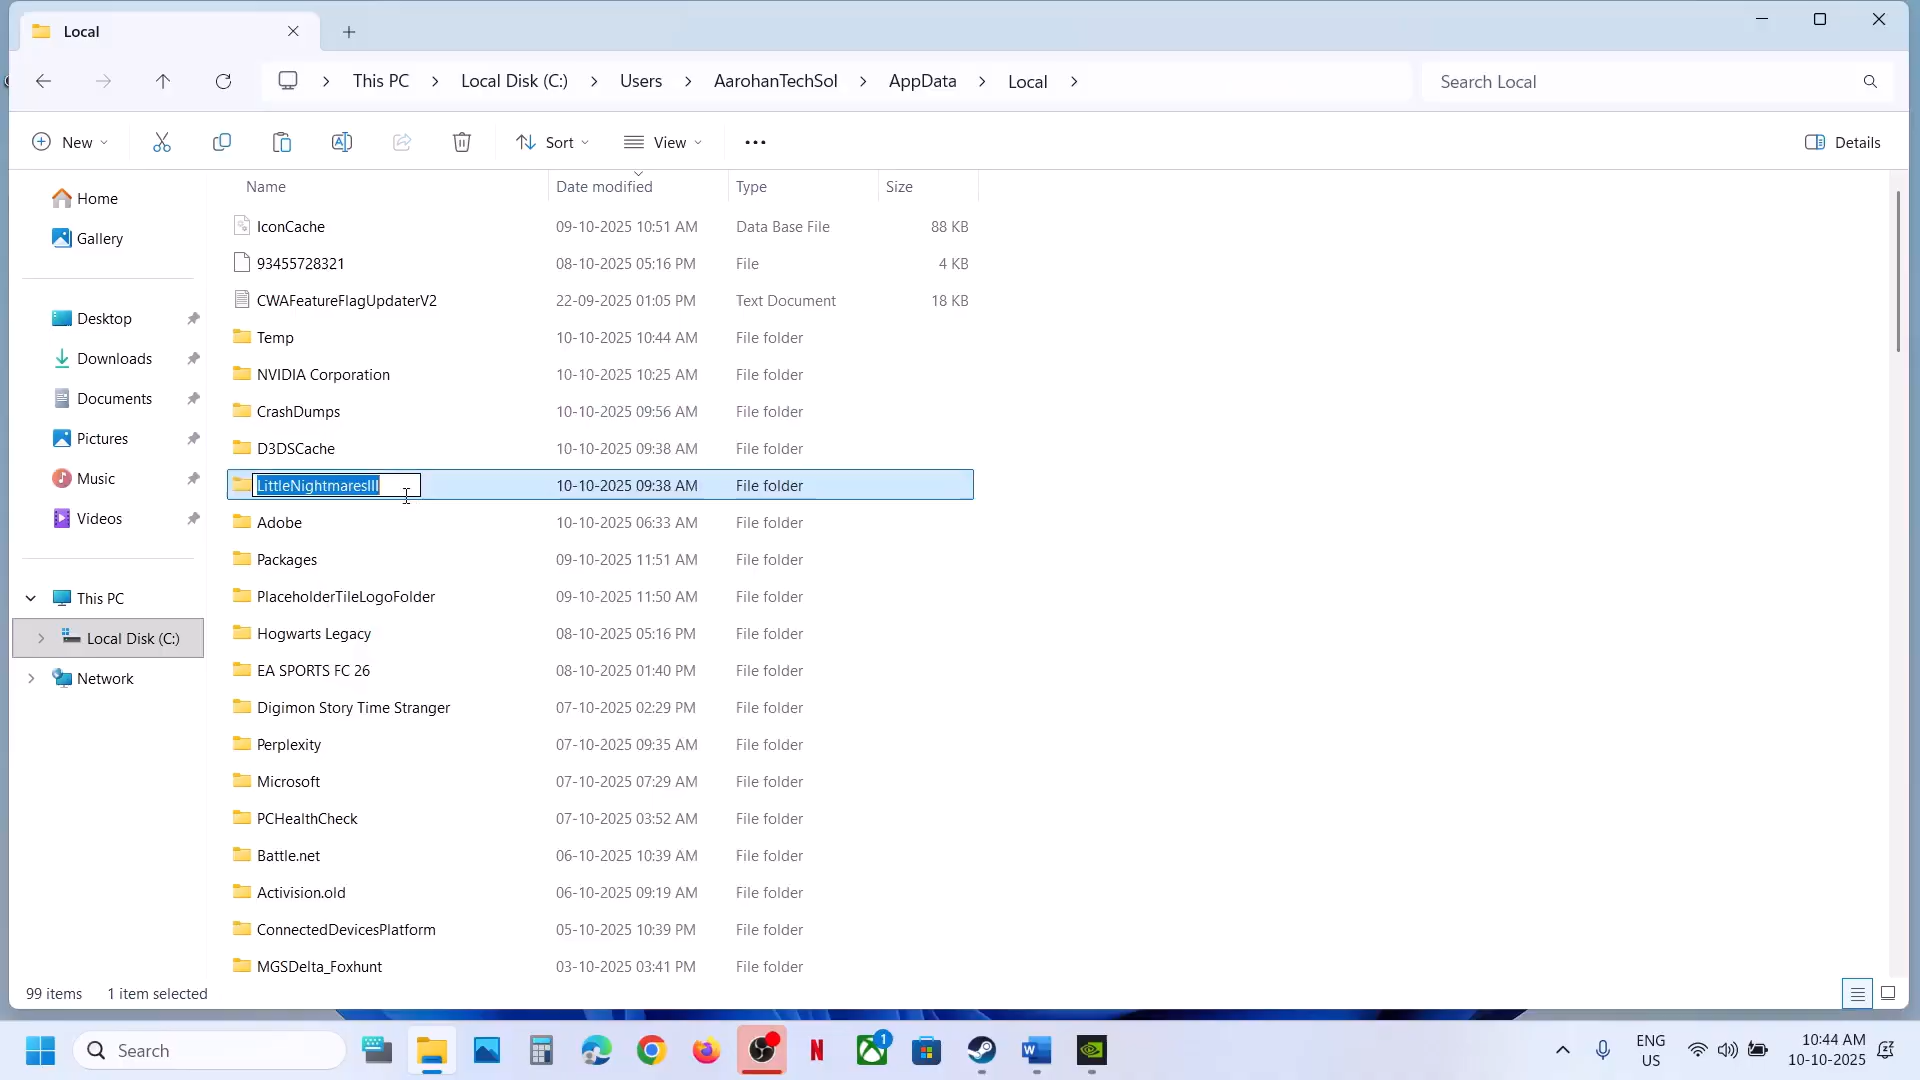 Local
This PC
Local Disk (C:)
Users
AarohanTechSol
AppData
Local
Search Local
New
Sort
View
Details
Home
Gallery
Desktop
Downloads
Documents
Pictures
Music
Videos
This PC
Local Disk (C:)
Network
Name Date modified Type Size
IconCache 09-10-2025 10:51 AM Data Base File 88 KB
93455728321 08-10-2025 05:16 PM File 4 KB
CWAFeatureFlagUpdaterV2 22-09-2025 01:05 PM Text Document 18 KB
Temp 10-10-2025 10:44 AM File folder
NVIDIA Corporation 10-10-2025 10:25 AM File folder
CrashDumps 10-10-2025 09:56 AM File folder
D3DSCache 10-10-2025 09:38 AM File folder
LittleNightmaresIII 10-10-2025 09:38 AM File folder
Adobe 10-10-2025 06:33 AM File folder
Packages 09-10-2025 11:51 AM File folder
PlaceholderTileLogoFolder 09-10-2025 11:50 AM File folder
Hogwarts Legacy 08-10-2025 05:16 PM File folder
EA SPORTS FC 26 08-10-2025 01:40 PM File folder
Digimon Story Time Stranger 07-10-2025 02:29 PM File folder
Perplexity 07-10-2025 09:35 AM File folder
Microsoft 07-10-2025 07:29 AM File folder
PCHealthCheck 07-10-2025 03:52 AM File folder
Battle.net 06-10-2025 10:39 AM File folder
Activision.old 06-10-2025 09:19 AM File folder
ConnectedDevicesPlatform 05-10-2025 10:39 PM File folder
MGSDelta_Foxhunt 03-10-2025 03:41 PM File folder
99 items 1 item selected
Search
1
ENG
US
10:44 AM
10-10-2025